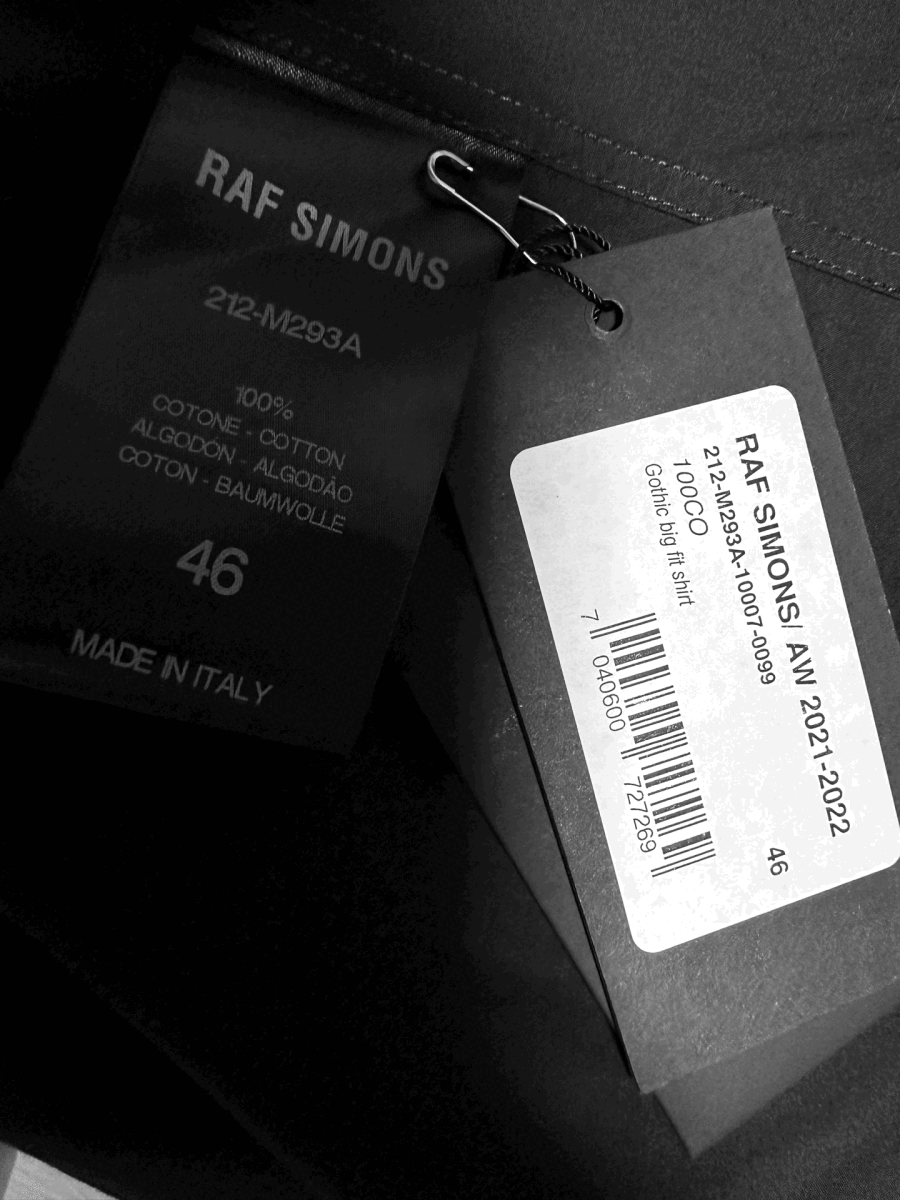 RAF SIMONS
212-M293A
100%
COTONE - COTTON
ALGODÓN - ALGODÃO
COTON - BAUMWOLLE
46
MADE IN ITALY
RAF SIMONS/ AW 2021-2022
212-M293A-10007-0099
46
100CO
Gothic big fit shirt
7 040600 727269